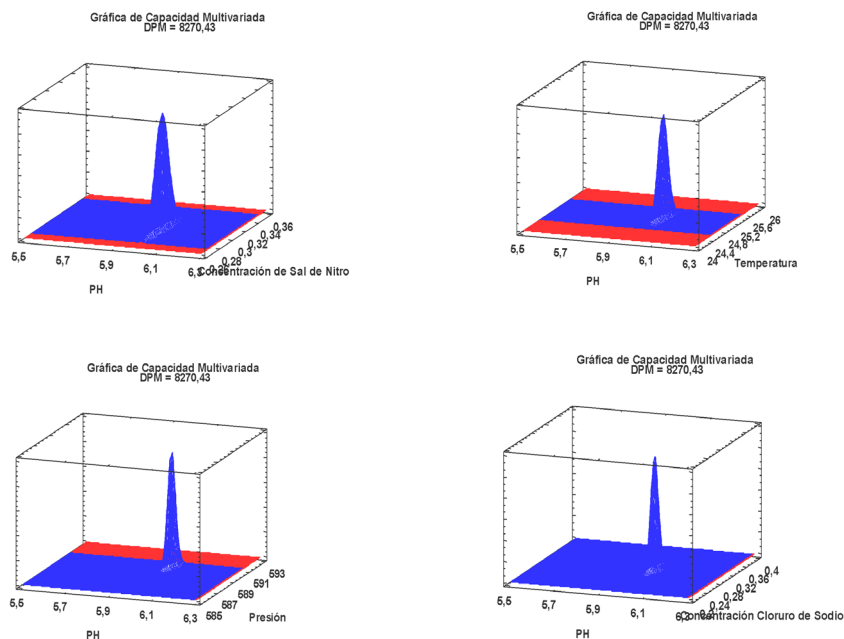 Gráfica de Capacidad Multivariada
DPM = 8270,43
0,36
0,34
0,32
0,3
0,28
0,26
5,5 5,7 5,9 6,1 6,3
Concentración de Sal de Nitro
PH
Gráfica de Capacidad Multivariada
DPM = 8270,43
26
25,6
25,2
24,8
24,4
24
5,5 5,7 5,9 6,1 6,3
Temperatura
PH
Gráfica de Capacidad Multivariada
DPM = 8270,43
593
591
589
587
585
5,5 5,7 5,9 6,1 6,3
Presión
PH
Gráfica de Capacidad Multivariada
DPM = 8270,43
0,4
0,36
0,32
0,28
0,24
5,5 5,7 5,9 6,1
Concentración Cloruro de Sodio
PH